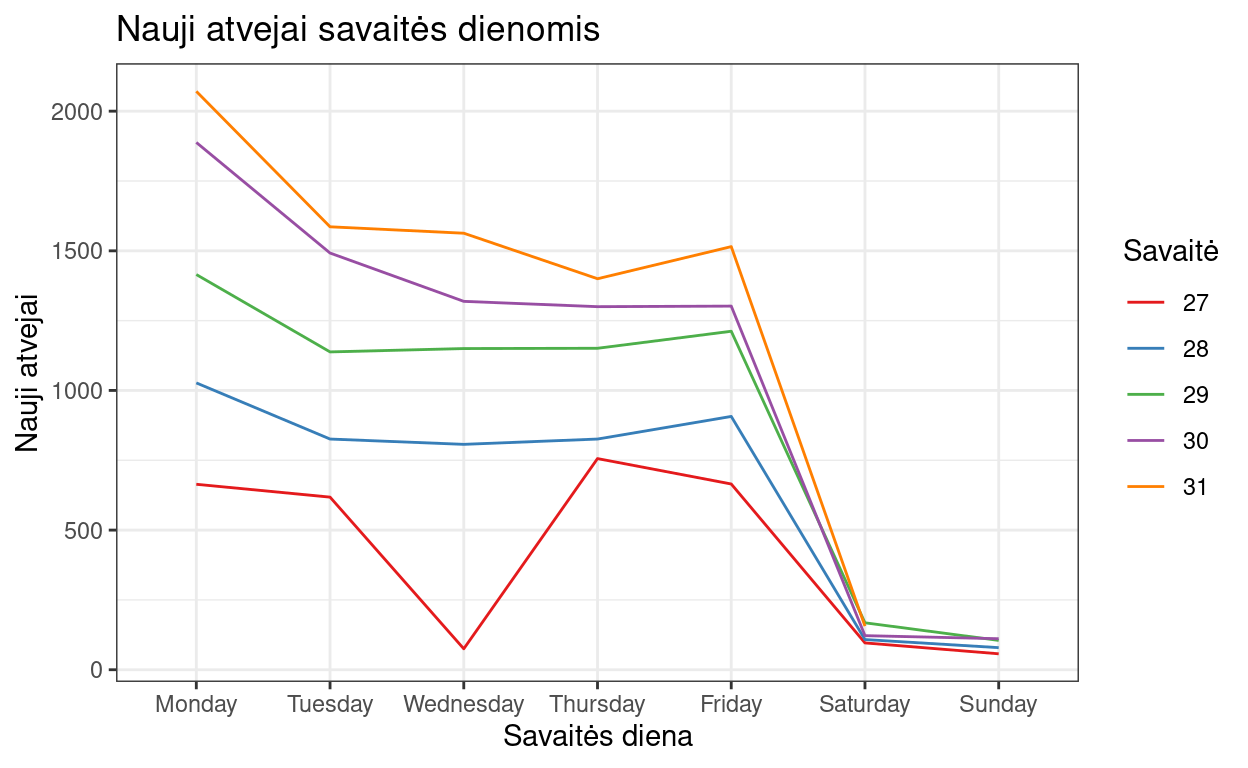 Nauji atvejai savaitės dienomis
Nauji atvejai
2000
1500
1000
500
0
Monday Tuesday Wednesday Thursday Friday Saturday Sunday
Savaitės diena
Savaitė
27
28
29
30
31